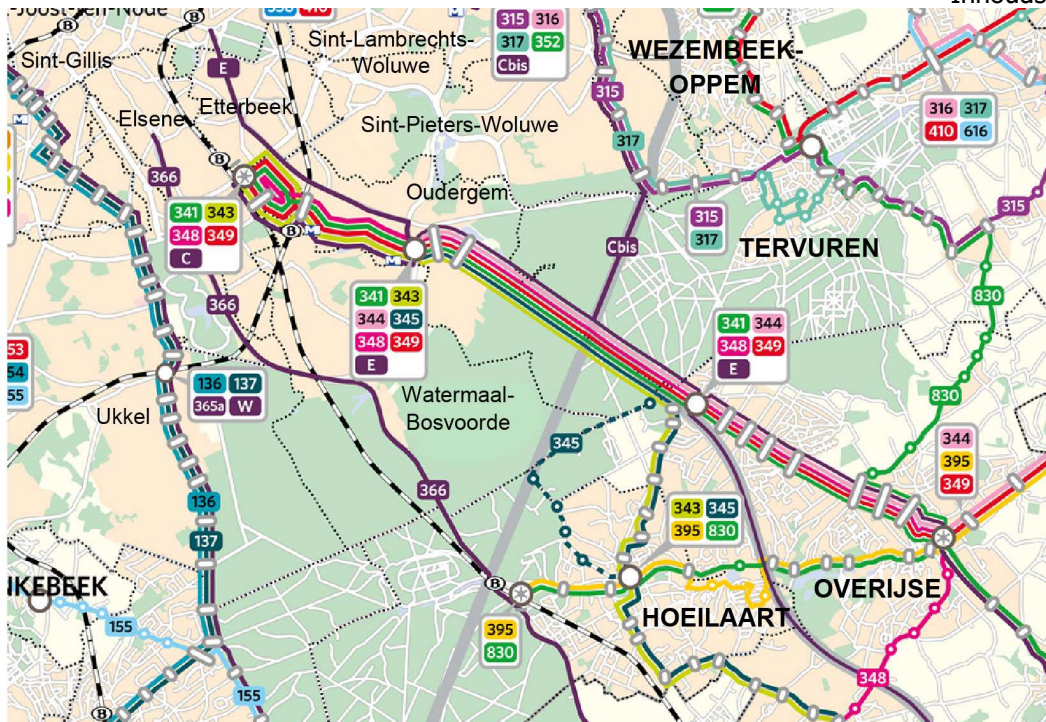 Inhouds
Sint-Gillis
E
Etterbeek
Elsene
Sint-Lambrechts-
Woluwe
Sint-Pieters-Woluwe
315 316
317 352
Cbis
WEZEMBEEK-
OPPEM
316 317
410 616
315
317
366
341 343
348 349
C
Oudergem
315
317
TERVUREN
315
Cbis
366
341 343
344 345
348 349
E
341 344
348 349
E
830
830
136 137
365a W
Ukkel
Watermaal-
Bosvoorde
345
344
395
349
366
136
137
343 345
395 830
NKEBEEK
155
155
395
830
HOEILAART
OVERIJSE
348
B
B
B
B
B
B
M
M
M
M